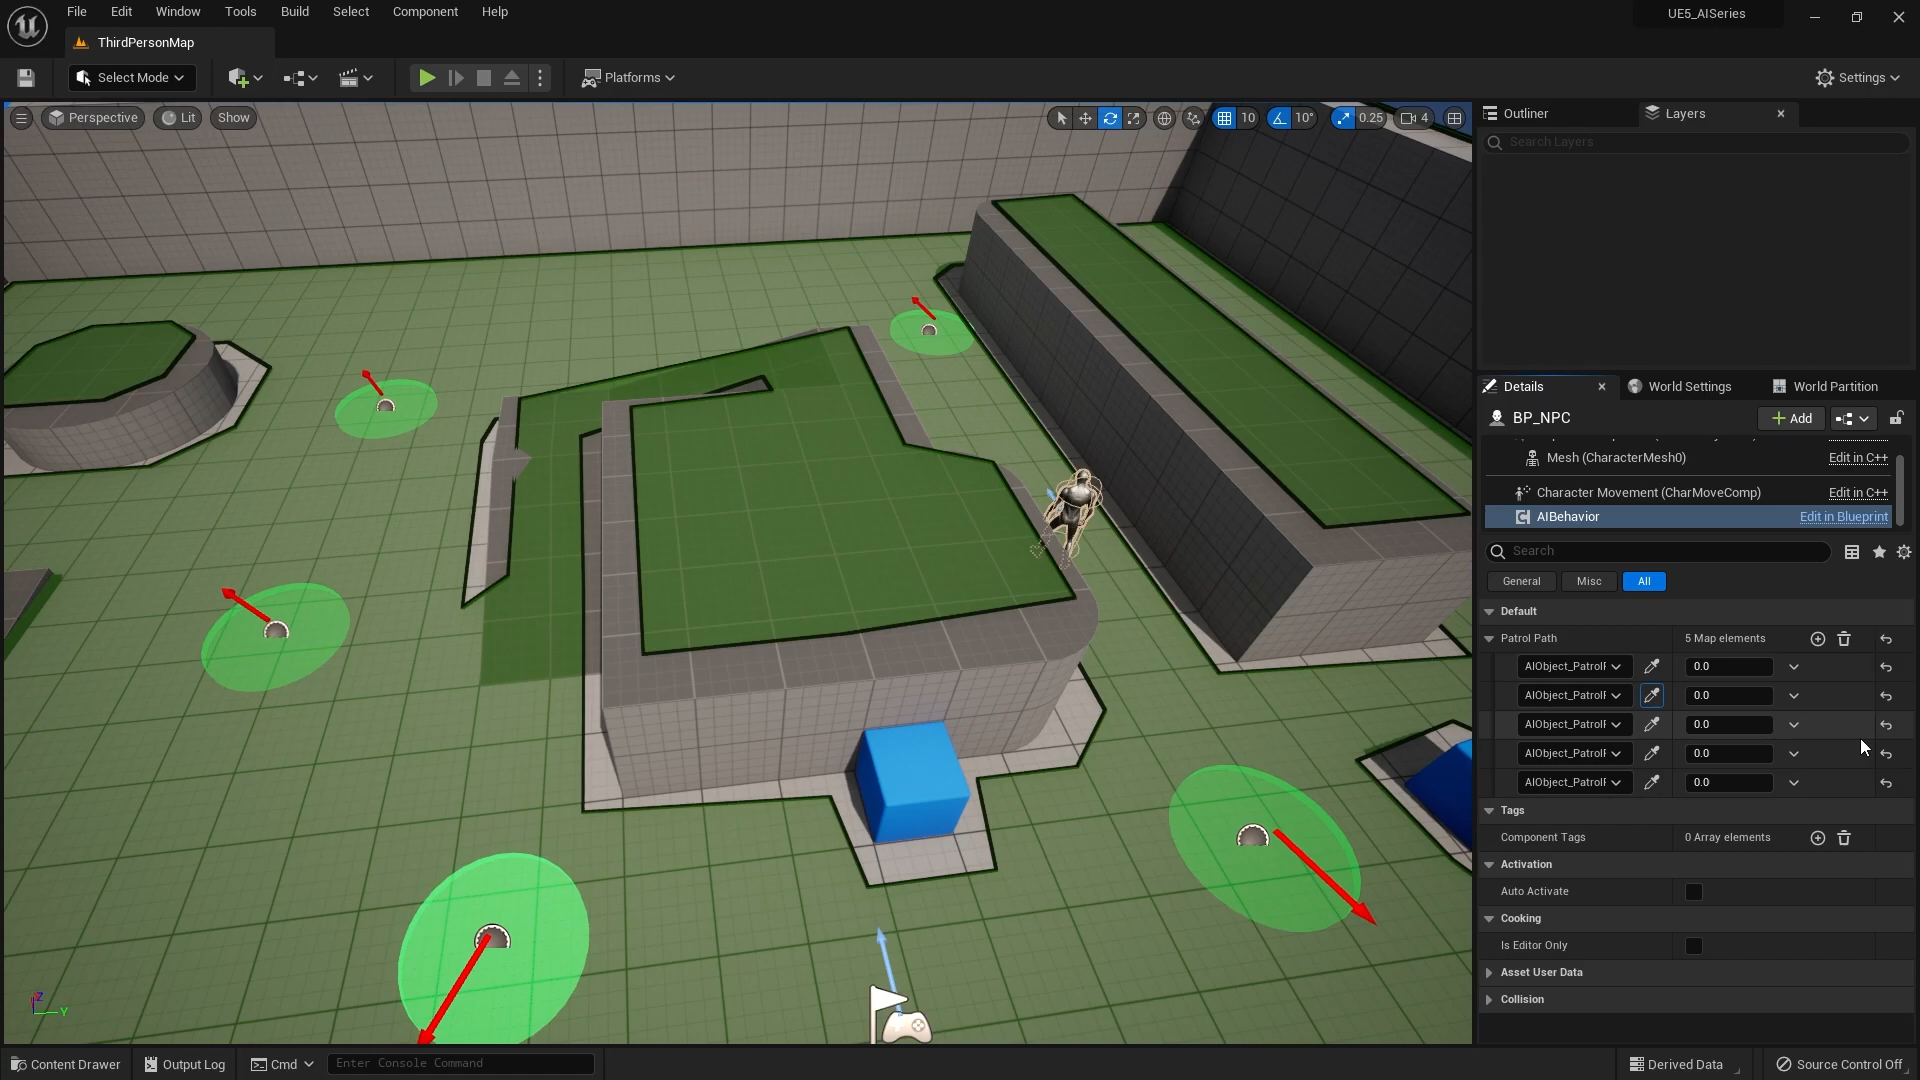 File Edit Window Tools Build Select Component Help
UE5_AISeries
ThirdPersonMap
Select Mode
Platforms
Settings
Perspective
Lit
Show
10
10°
0.25
4
Outliner
Layers
Search Layers
Details
World Settings
World Partition
BP_NPC
Add
Mesh (CharacterMesh0)
Edit in C++
Character Movement (CharMoveComp)
Edit in C++
AIBehavior
Edit in Blueprint
Search
General
Misc
All
Default
Patrol Path
5 Map elements
AIObject_Patrol
0.0
AIObject_Patrol
0.0
AIObject_Patrol
0.0
AIObject_Patrol
0.0
AIObject_Patrol
0.0
Tags
Component Tags
0 Array elements
Activation
Auto Activate
Cooking
Is Editor Only
Asset User Data
Collision
Z
Y
Content Drawer
Output Log
Cmd
Enter Console Command
Derived Data
Source Control Off